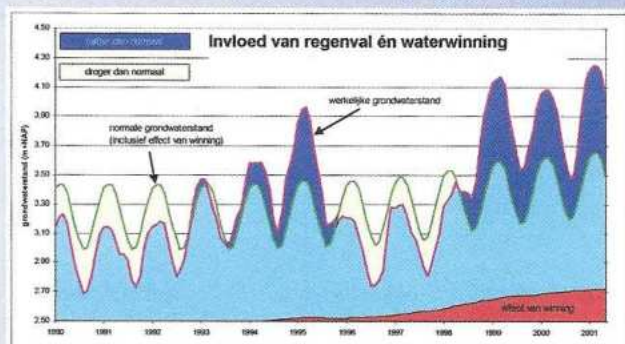 Invloed van regenval én waterwinning
natter dan normaal
droger dan normaal
normale grondwaterstand
(inclusief effect van winning)
werkelijke grondwaterstand
grondwaterstand (m +NAP)
4.50
4.30
4.10
3.90
3.70
3.50
3.30
3.10
2.90
2.70
2.50
effect van winning
1990 1991 1992 1993 1994 1995 1996 1997 1998 1999 2000 2001